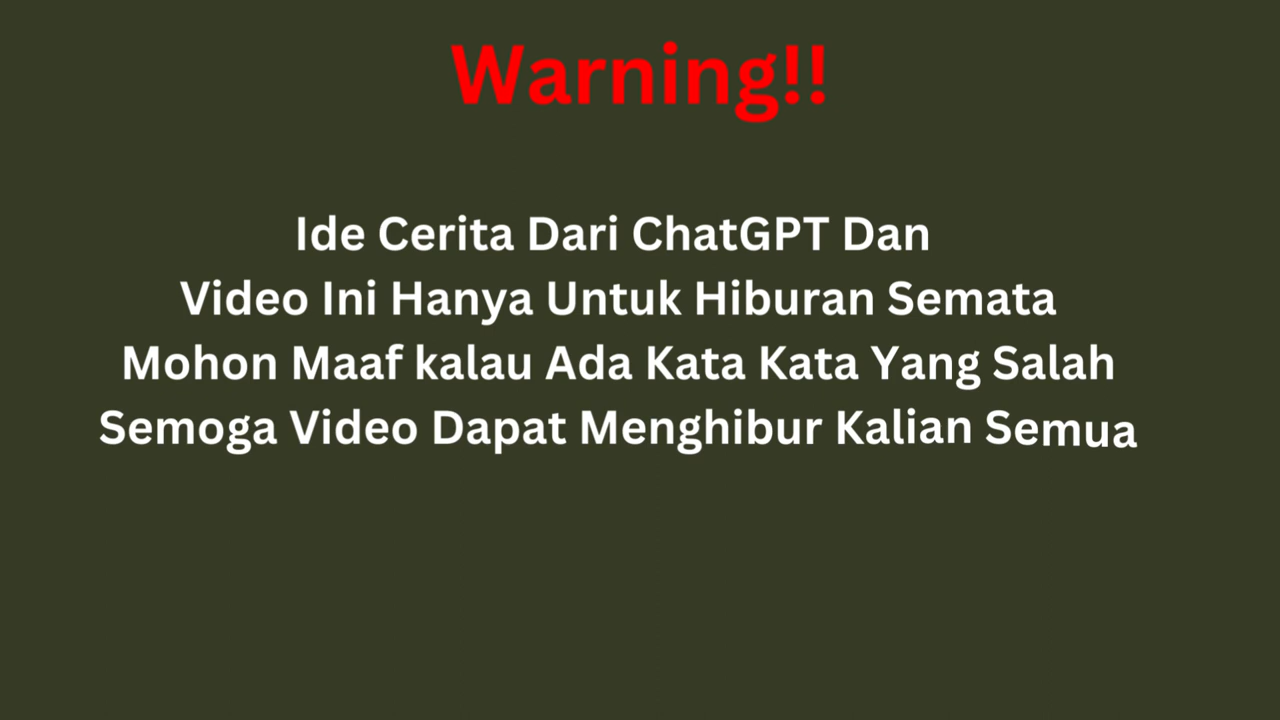 Warning!!
Ide Cerita Dari ChatGPT Dan
Video Ini Hanya Untuk Hiburan Semata
Mohon Maaf kalau Ada Kata Kata Yang Salah
Semoga Video Dapat Menghibur Kalian Semua